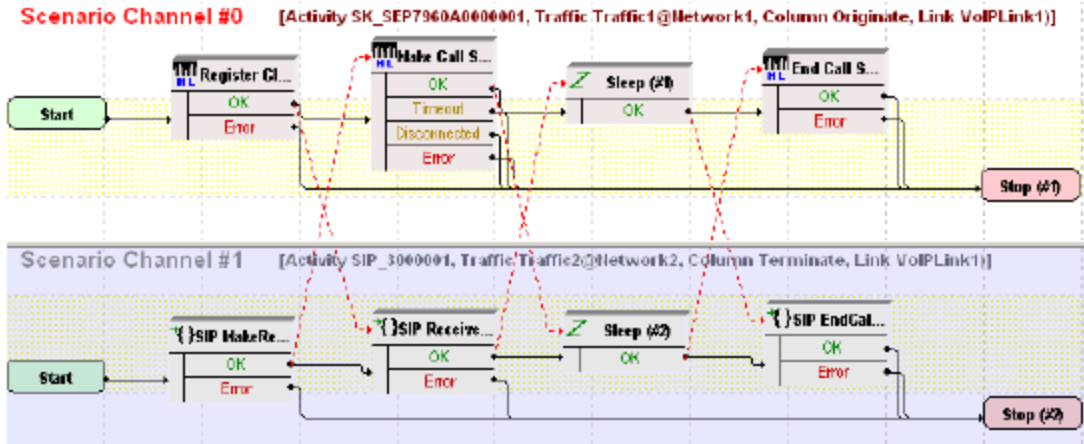 Scenario Channel #0 [Activity SK_SEP7960A0000001, Traffic Traffic1@Network1, Column Originate, Link VoIPLink1)]
Start
Register Cl...
OK
Error
Make Call S...
OK
Timeout
Disconnected
Error
Sleep (#1)
OK
End Call S...
OK
Error
Stop (#1)
Scenario Channel #1 [Activity SIP_3000001, Traffic Traffic2@Network2, Column Terminate, Link VoIPLink1)]
Start
{}SIP MakeRe...
OK
Error
{}SIP Receive...
OK
Error
Sleep (#2)
OK
{}SIP EndCal...
OK
Error
Stop (#2)